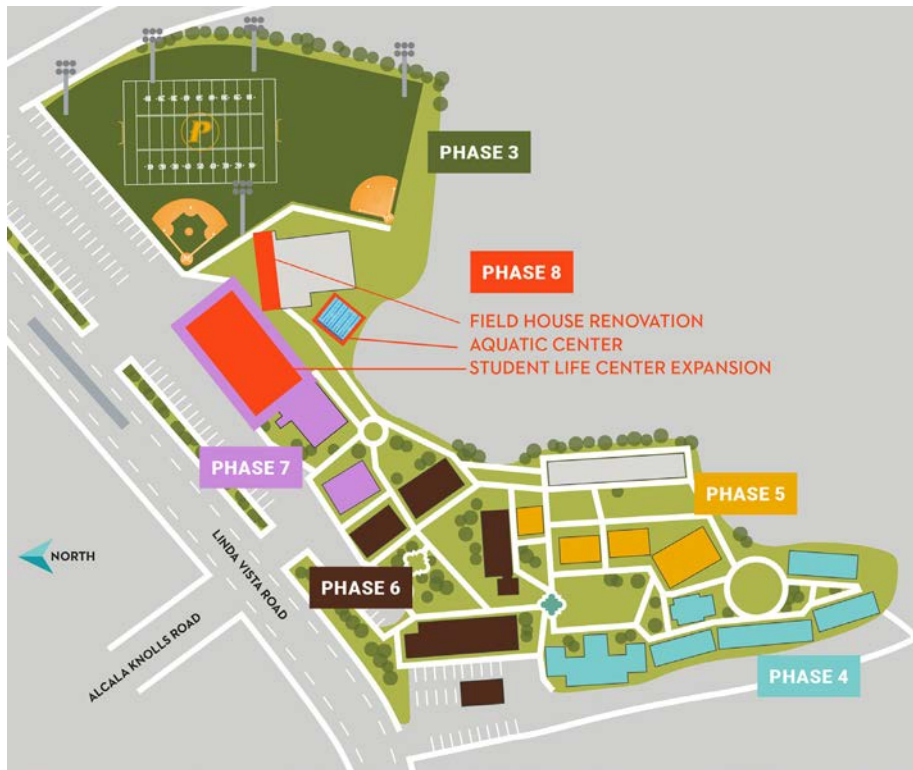 P
PHASE 3
PHASE 8
FIELD HOUSE RENOVATION
AQUATIC CENTER
STUDENT LIFE CENTER EXPANSION
PHASE 7
PHASE 5
NORTH
LINDA VISTA ROAD
PHASE 6
ALCALA KNOLLS ROAD
PHASE 4